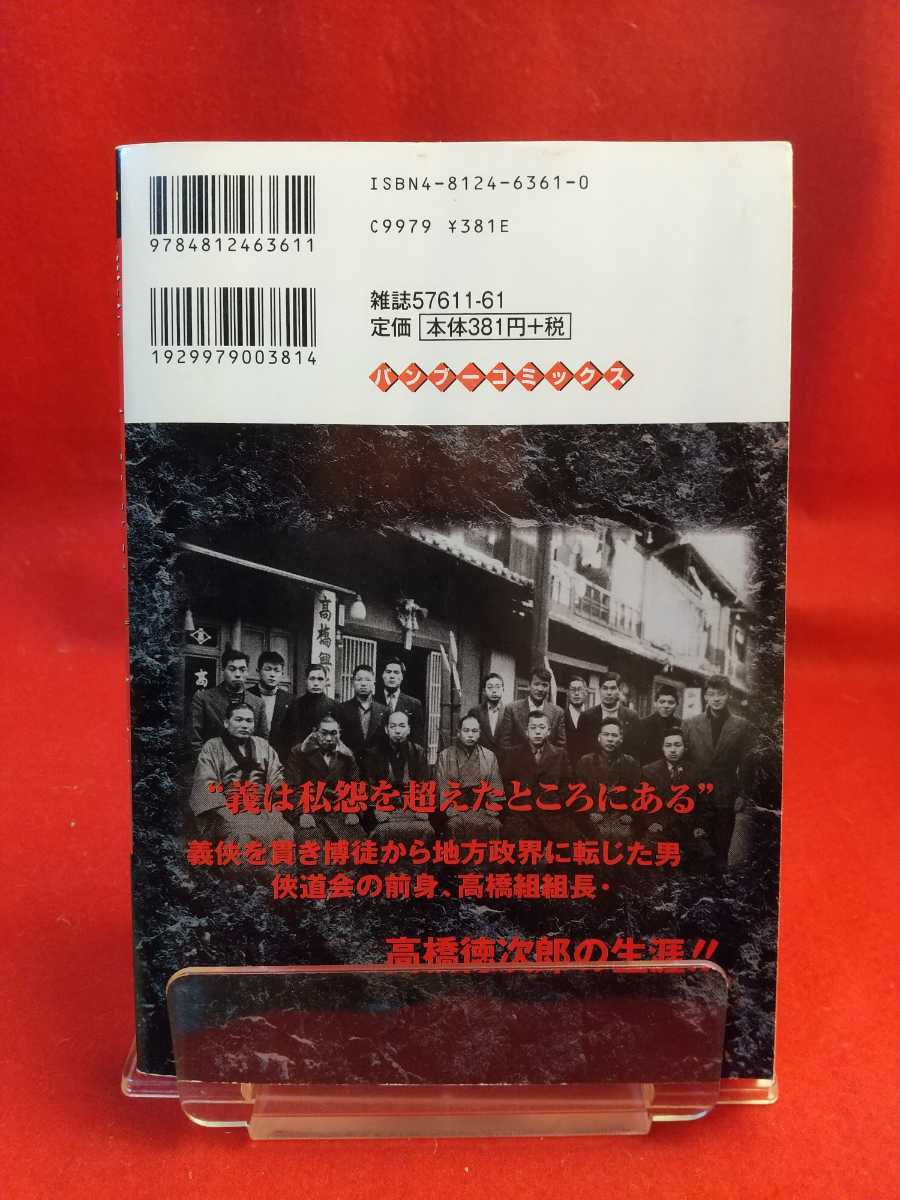 ISBN4-8124-6361-0
C9979 ¥381E
9784812463611
雑誌57611-61
定価 本体381円+税
1929979003814
バンブーコミックス
高橋興
"義は私怨を超えたところにある"
義侠を貫き博徒から地方政界に転じた男
侠道会の前身、高橋組組長・
高橋徳次郎の生涯!!